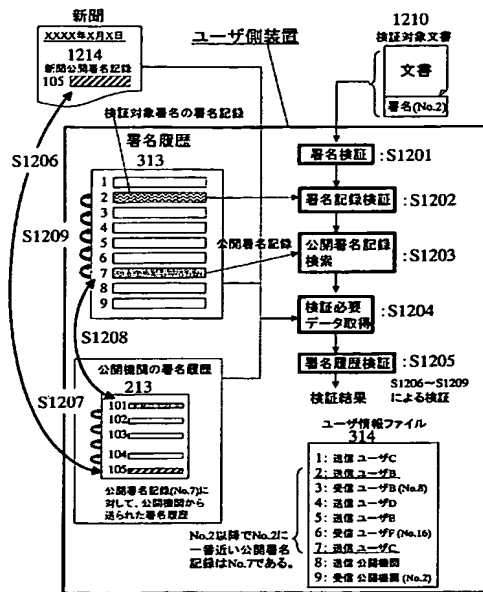 新聞
XXXX年X月X日
1214
新聞公開署名記録
105
ユーザ側装置
1210
検証対象文書
文書
署名(No.2)
検証対象署名の署名記録
署名履歴
313
1
2
3
4
5
6
7
8
9
公開署名記録
S1206
S1209
S1208
S1207
署名検証
:S1201
署名記録検証
:S1202
公開署名記録
検索
:S1203
検証必要
データ取得
:S1204
署名履歴検証
:S1205
検証結果
S1206~S1209
による検証
公開機関の署名履歴
213
101
102
103
104
105
公開署名記録(No.7)に
対して、公開機関から
送られた署名履歴
ユーザ情報ファイル
314
1: 送信 ユーザC
2: 送信 ユーザB
3: 受信 ユーザB (No.8)
4: 送信 ユーザD
5: 送信 ユーザE
6: 受信 ユーザF (No.16)
7: 送信 ユーザC
8: 送信 公開機関
9: 受信 公開機関 (No.2)
No.2以降でNo.2に
一番近い公開署名
記録はNo.7である。